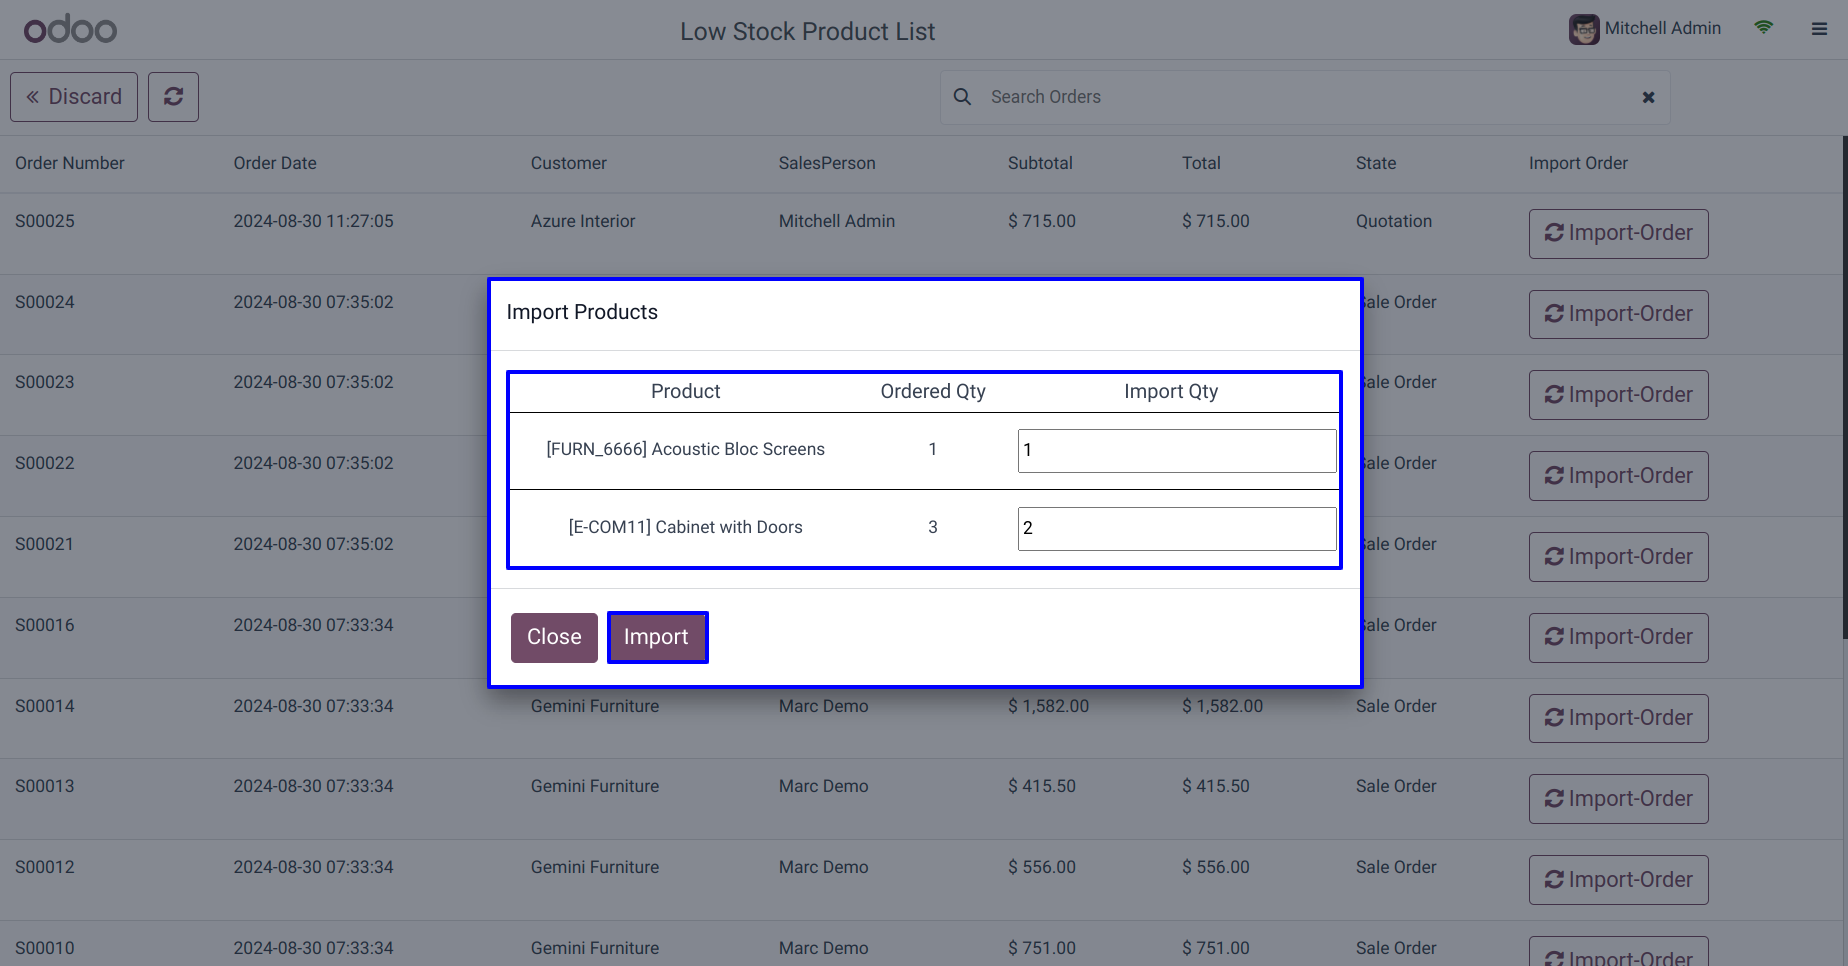 odoo
Low Stock Product List
Mitchell Admin
« Discard
Search Orders
Order Number Order Date Customer SalesPerson Subtotal Total State Import Order
S00025 2024-08-30 11:27:05 Azure Interior Mitchell Admin $ 715.00 $ 715.00 Quotation Import-Order
S00024 2024-08-30 07:35:02 ale Order Import-Order
S00023 2024-08-30 07:35:02 ale Order Import-Order
S00022 2024-08-30 07:35:02 ale Order Import-Order
S00021 2024-08-30 07:35:02 ale Order Import-Order
S00016 2024-08-30 07:33:34 ale Order Import-Order
Import Products
Product Ordered Qty Import Qty
[FURN_6666] Acoustic Bloc Screens 1 1
[E-COM11] Cabinet with Doors 3 2
Close Import
S00014 2024-08-30 07:33:34 Gemini Furniture Marc Demo $ 1,582.00 $ 1,582.00 Sale Order Import-Order
S00013 2024-08-30 07:33:34 Gemini Furniture Marc Demo $ 415.50 $ 415.50 Sale Order Import-Order
S00012 2024-08-30 07:33:34 Gemini Furniture Marc Demo $ 556.00 $ 556.00 Sale Order Import-Order
S00010 2024-08-30 07:33:34 Gemini Furniture Marc Demo $ 751.00 $ 751.00 Sale Order Import-Order